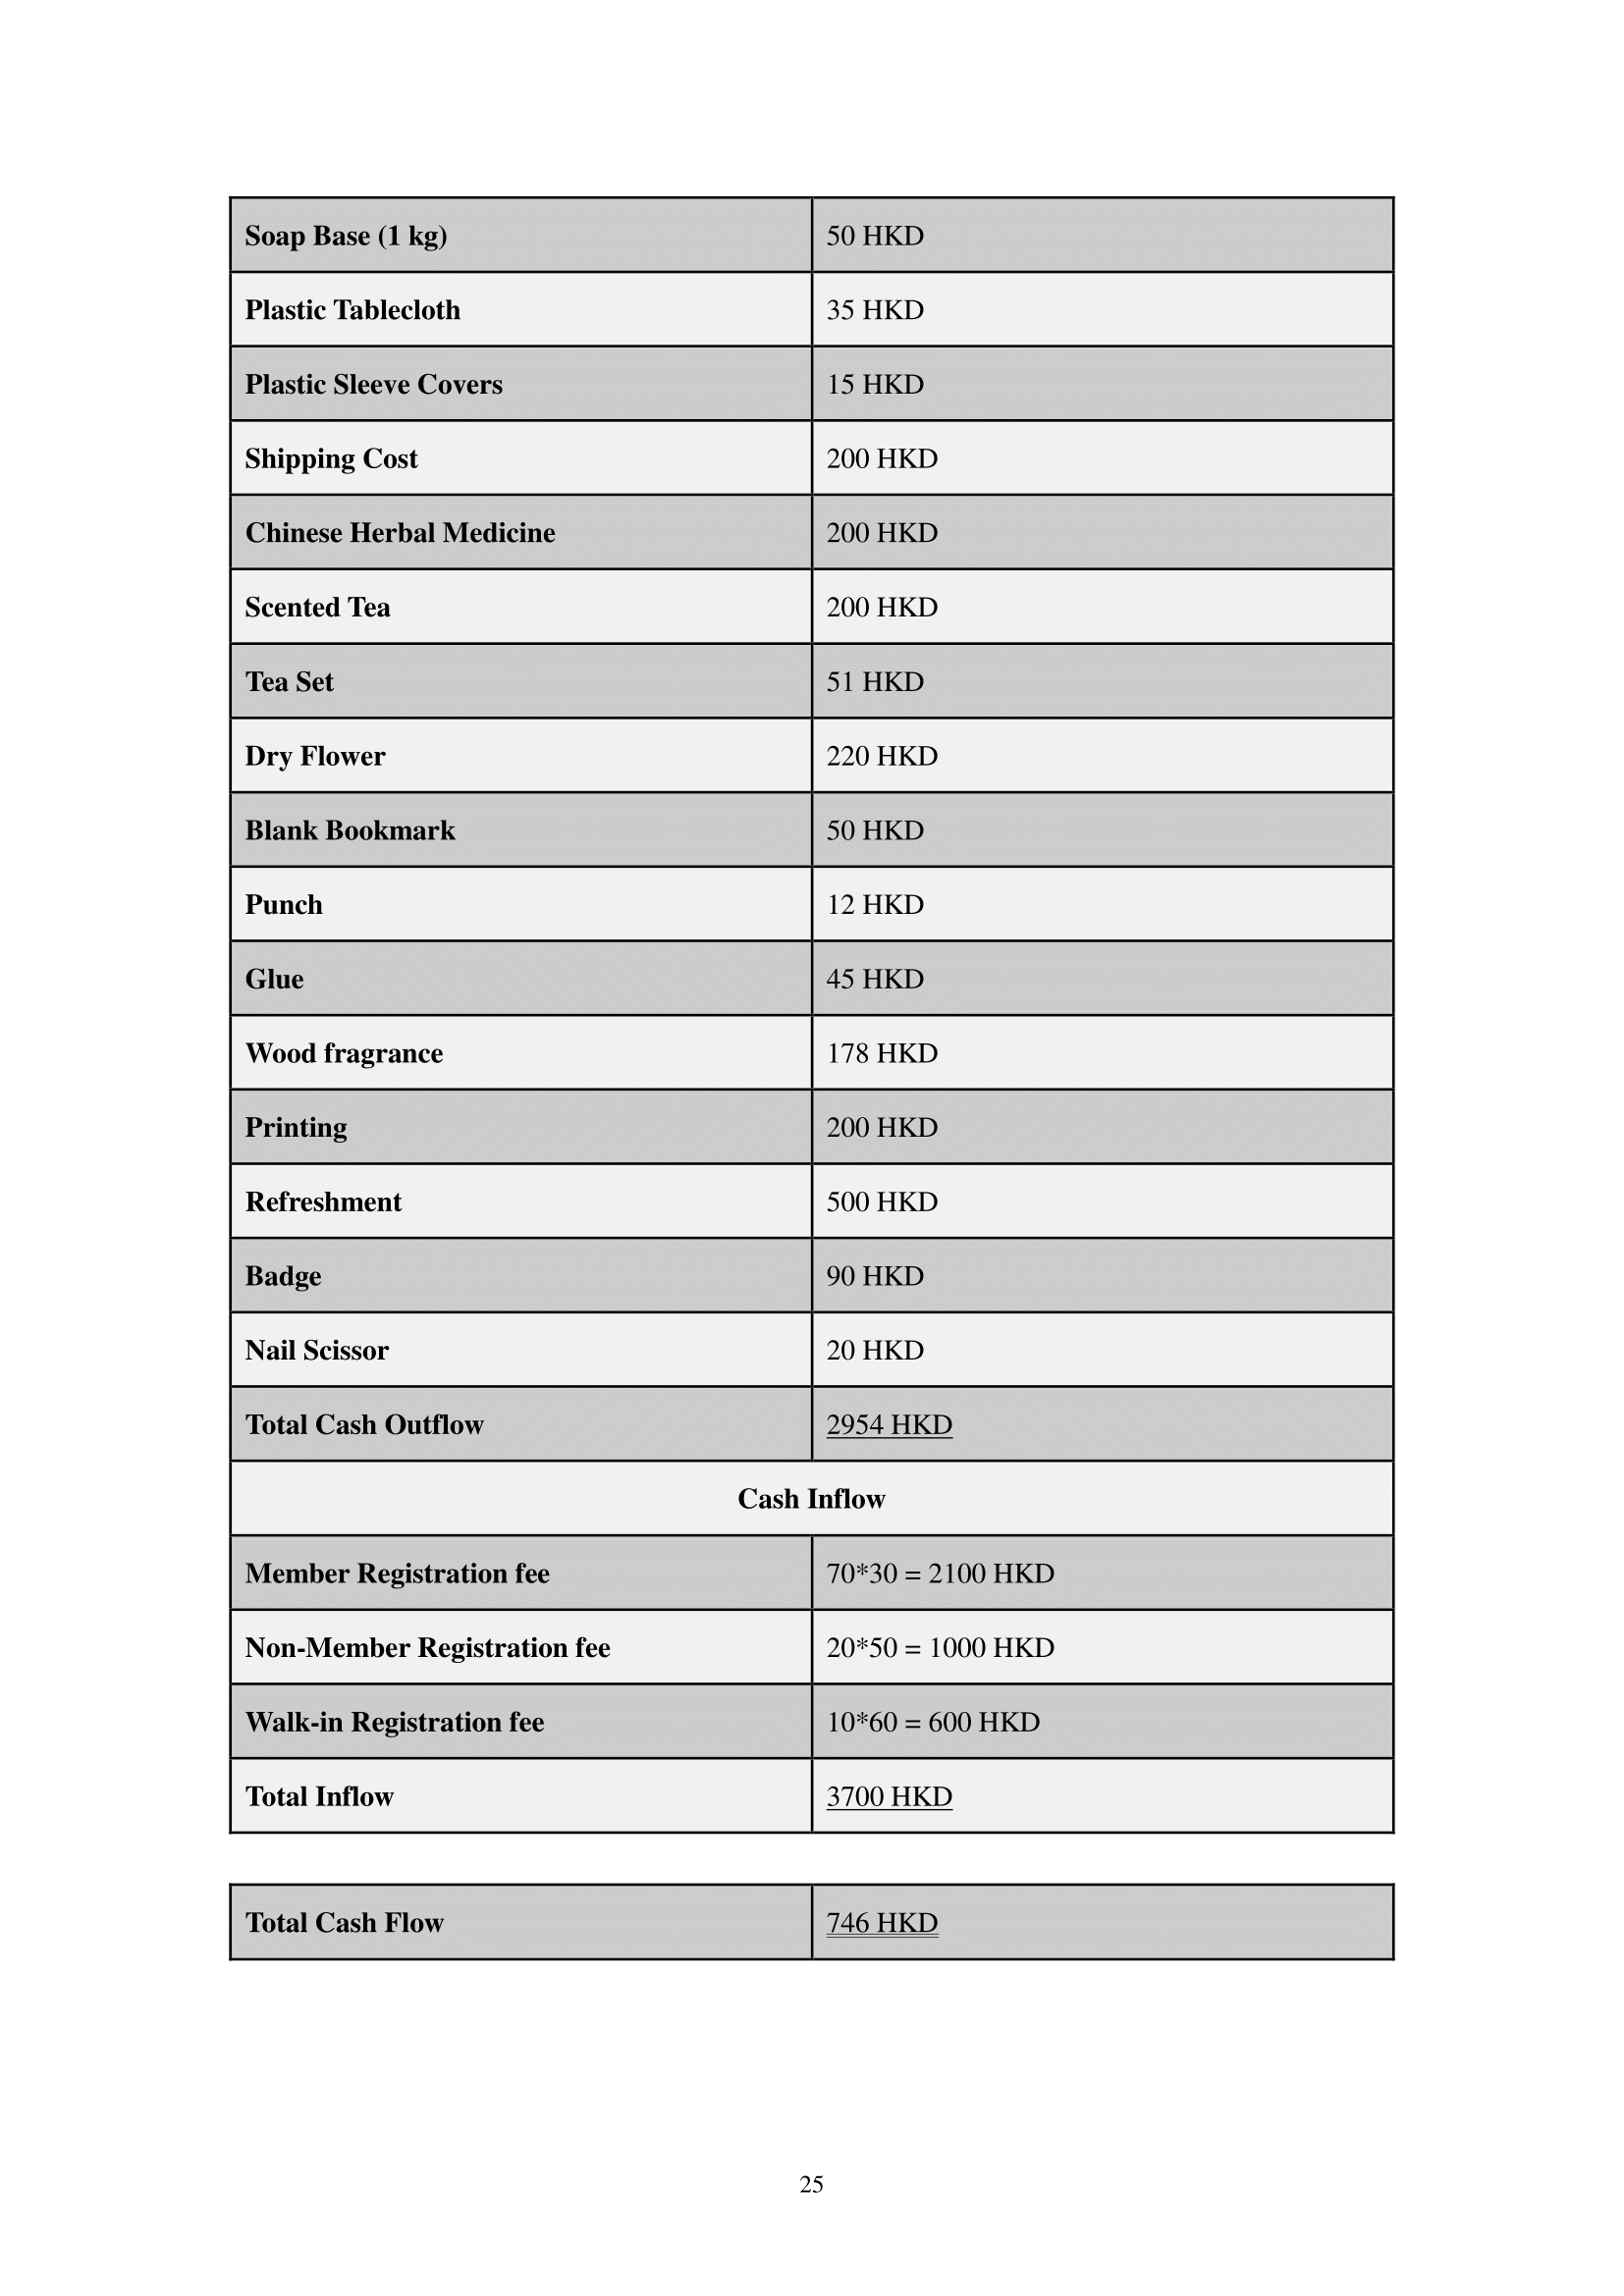 Soap Base (1 kg) 50 HKD
Plastic Tablecloth 35 HKD
Plastic Sleeve Covers 15 HKD
Shipping Cost 200 HKD
Chinese Herbal Medicine 200 HKD
Scented Tea 200 HKD
Tea Set 51 HKD
Dry Flower 220 HKD
Blank Bookmark 50 HKD
Punch 12 HKD
Glue 45 HKD
Wood fragrance 178 HKD
Printing 200 HKD
Refreshment 500 HKD
Badge 90 HKD
Nail Scissor 20 HKD
Total Cash Outflow 2954 HKD
Cash Inflow
Member Registration fee 70*30 = 2100 HKD
Non-Member Registration fee 20*50 = 1000 HKD
Walk-in Registration fee 10*60 = 600 HKD
Total Inflow 3700 HKD
Total Cash Flow 746 HKD
25